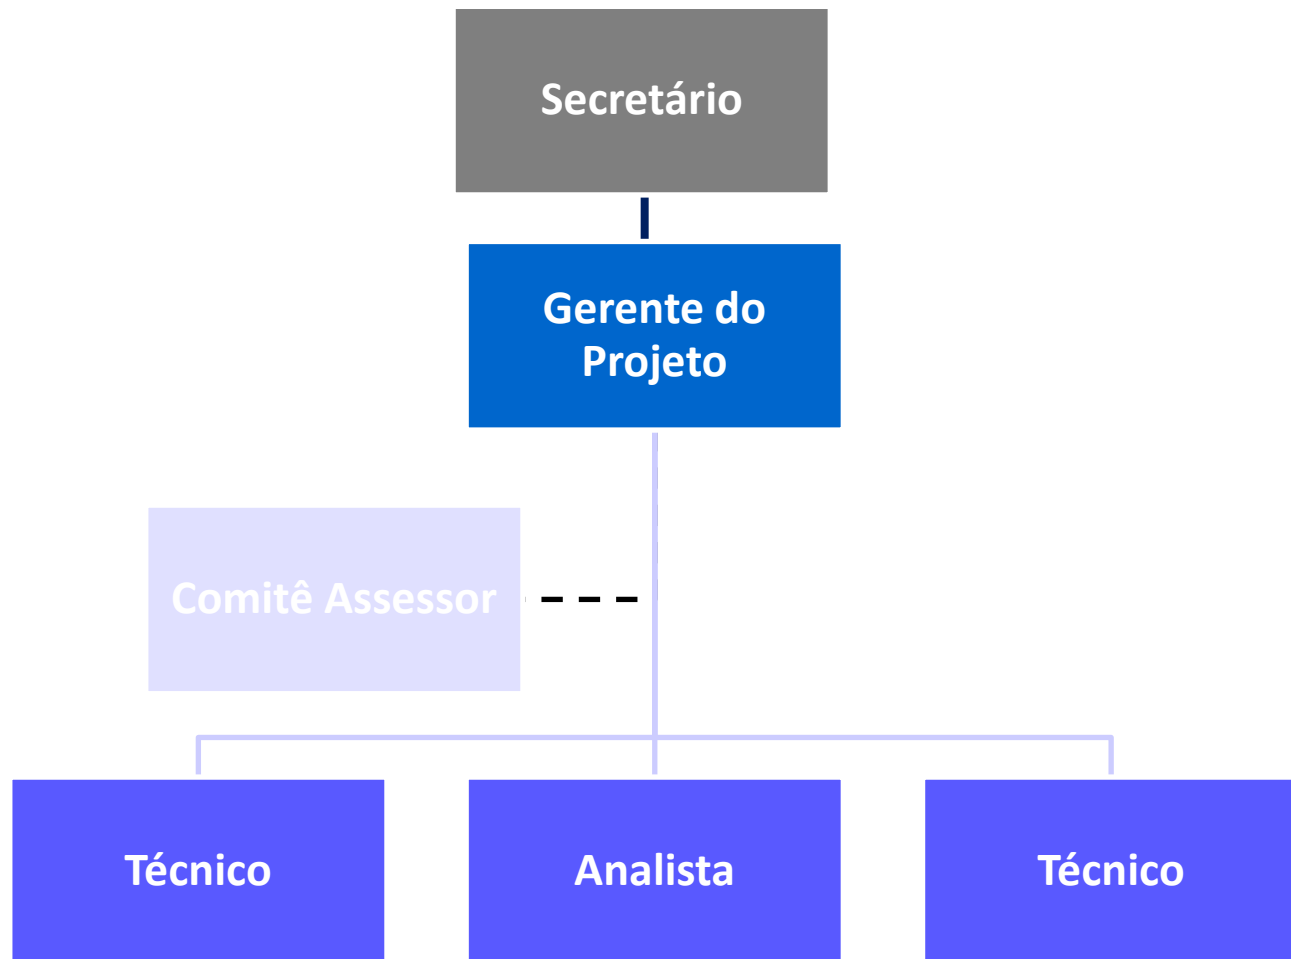 Secretário
Gerente do
Projeto
Comitê Assessor
Técnico
Analista
Técnico